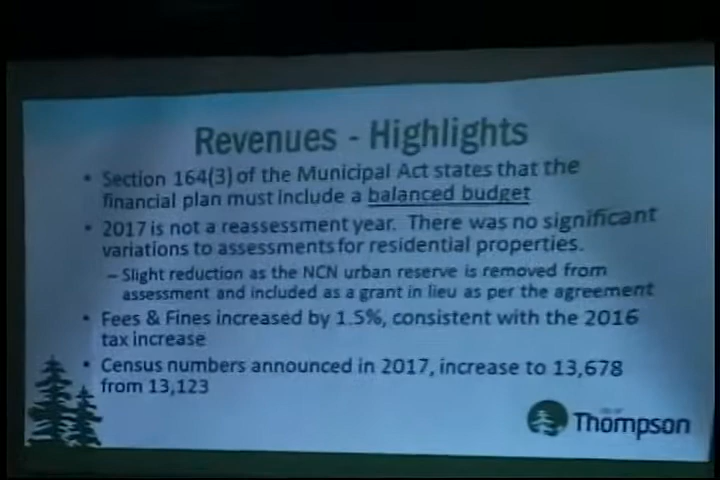 Revenues - Highlights
• Section 164(3) of the Municipal Act states that the
financial plan must include a balanced budget
• 2017 is not a reassessment year. There was no significant
variations to assessments for residential properties.
– Slight reduction as the NCN urban reserve is removed from
assessment and included as a grant in lieu as per the agreement
• Fees & Fines increased by 1.5%, consistent with the 2016
tax increase
• Census numbers announced in 2017, increase to 13,678
from 13,123
Thompson